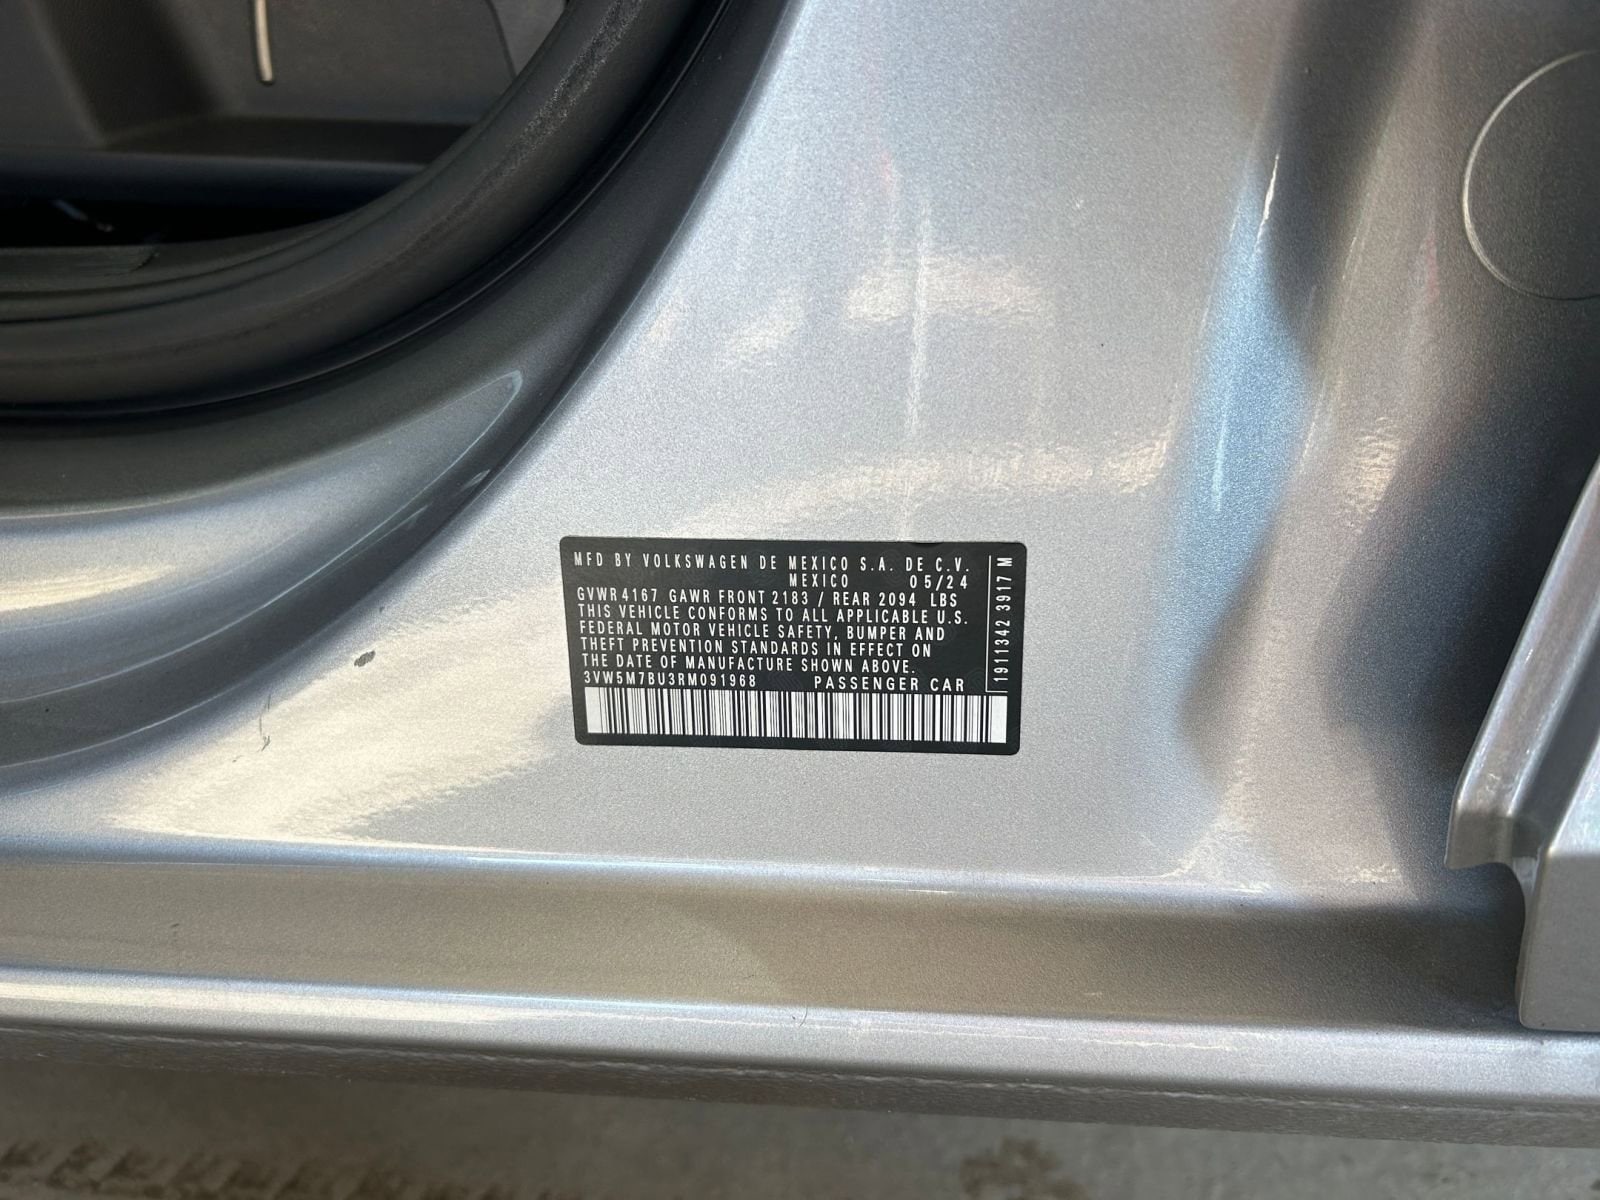 MFD BY VOLKSWAGEN DE MEXICO S.A. DE C.V.
MEXICO 05/24
GVWR 4167 GAWR FRONT 2183 / REAR 2094 LBS
THIS VEHICLE CONFORMS TO ALL APPLICABLE U.S.
FEDERAL MOTOR VEHICLE SAFETY, BUMPER AND
THEFT PREVENTION STANDARDS IN EFFECT ON
THE DATE OF MANUFACTURE SHOWN ABOVE.
3VW5M7BU3RM091968 PASSENGER CAR
1911342 3917 M